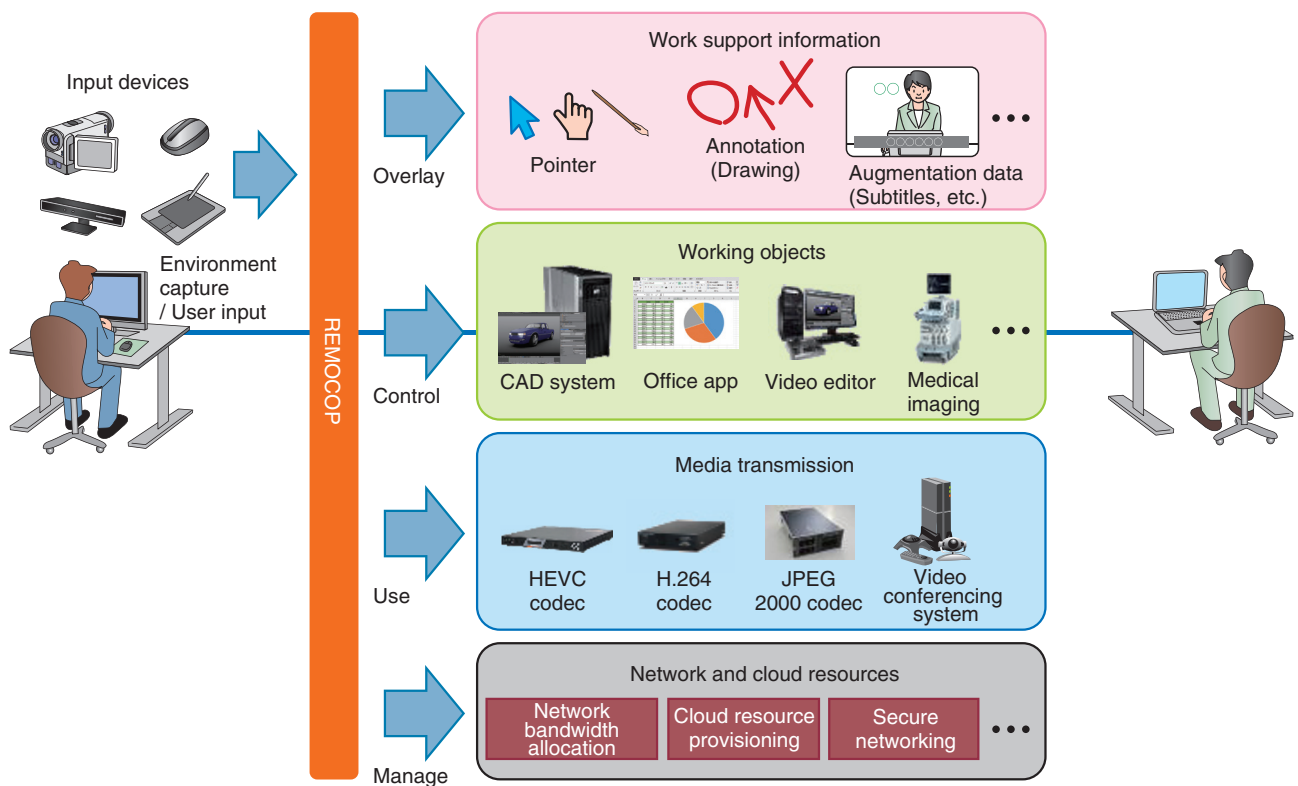 Input devices
Environment
capture
/ User input
REMOCOP
Overlay
Control
Use
Manage
Work support information
Pointer
Annotation
(Drawing)
Augmentation data
(Subtitles, etc.)
Working objects
CAD system
Office app
Video editor
Medical
imaging
Media transmission
HEVC
codec
H.264
codec
JPEG
2000 codec
Video
conferencing
system
Network and cloud resources
Network
bandwidth
allocation
Cloud resource
provisioning
Secure
networking